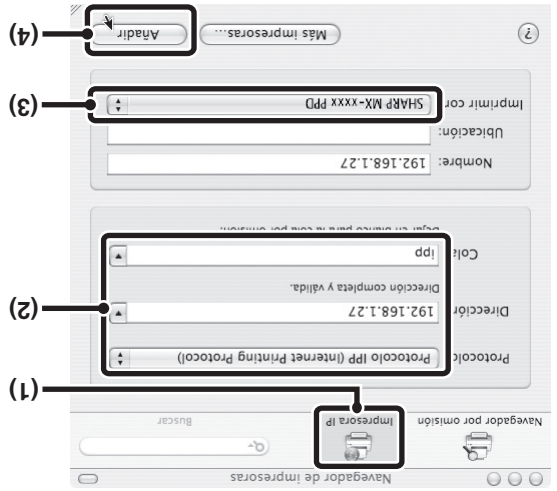 Navegador de impresoras
Navegador por omisión
Impresora IP
Buscar
(1)
Protocolo
Protocolo IPP (Internet Printing Protocol)
Dirección
192.168.1.27
Dirección completa y válida.
(2)
Cola
ipp
Dejar en blanco para la cola por omisión.
Nombre: 192.168.1.27
Ubicación:
Imprimir con
SHARP MX-xxxx PPD
(3)
?
Más impresoras...
Añadir
(4)